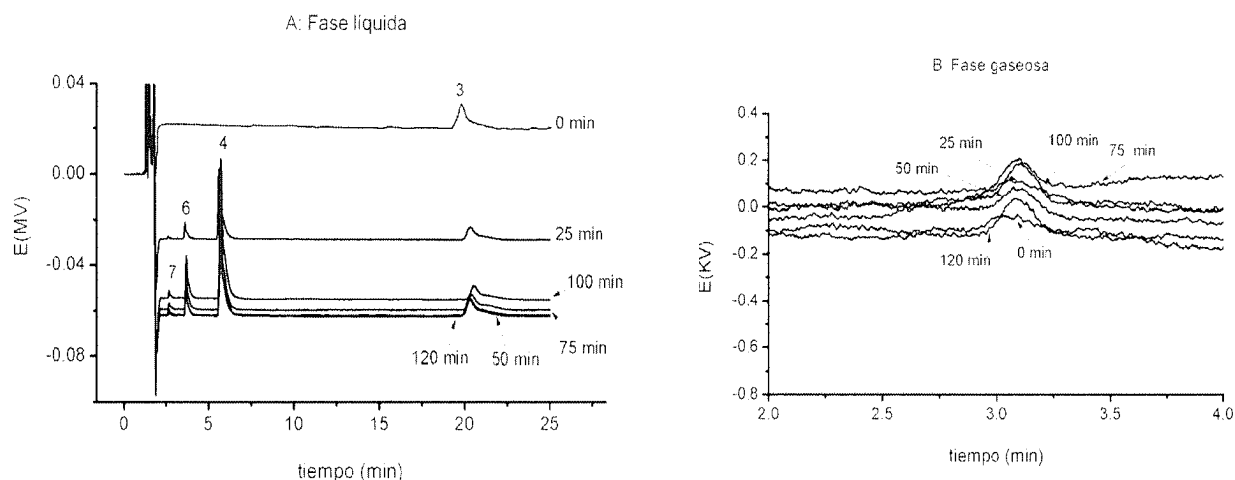 A: Fase líquida
0.04
0.00
-0.04
-0.08
E(MV)
3
0 min
4
6
25 min
7
100 min
120 min
50 min
75 min
0
5
10
15
20
25
tiempo (min)
B: Fase gaseosa
0.4
0.2
0.0
-0.2
-0.4
-0.6
-0.8
E(KV)
25 min
100 min
50 min
75 min
120 min
0 min
2.0
2.5
3.0
3.5
4.0
tiempo (min)